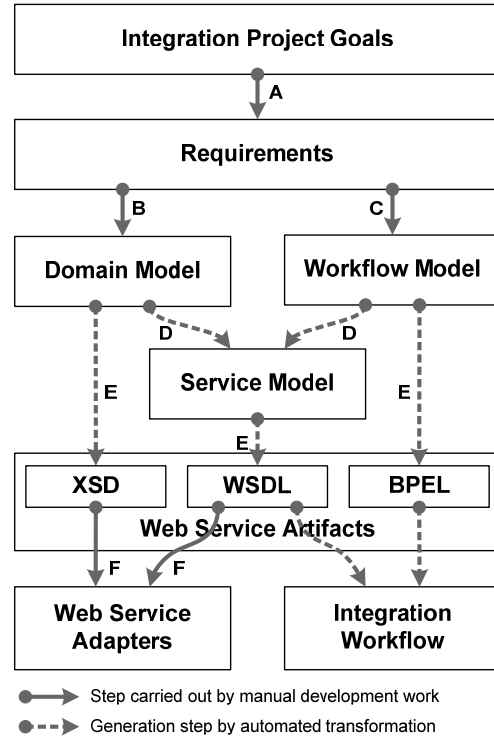 Integration Project Goals
A
Requirements
B
C
Domain Model
Workflow Model
D
D
Service Model
E
E
E
XSD
WSDL
BPEL
Web Service Artifacts
F
F
Web Service
Adapters
Integration
Workflow
Step carried out by manual development work
Generation step by automated transformation